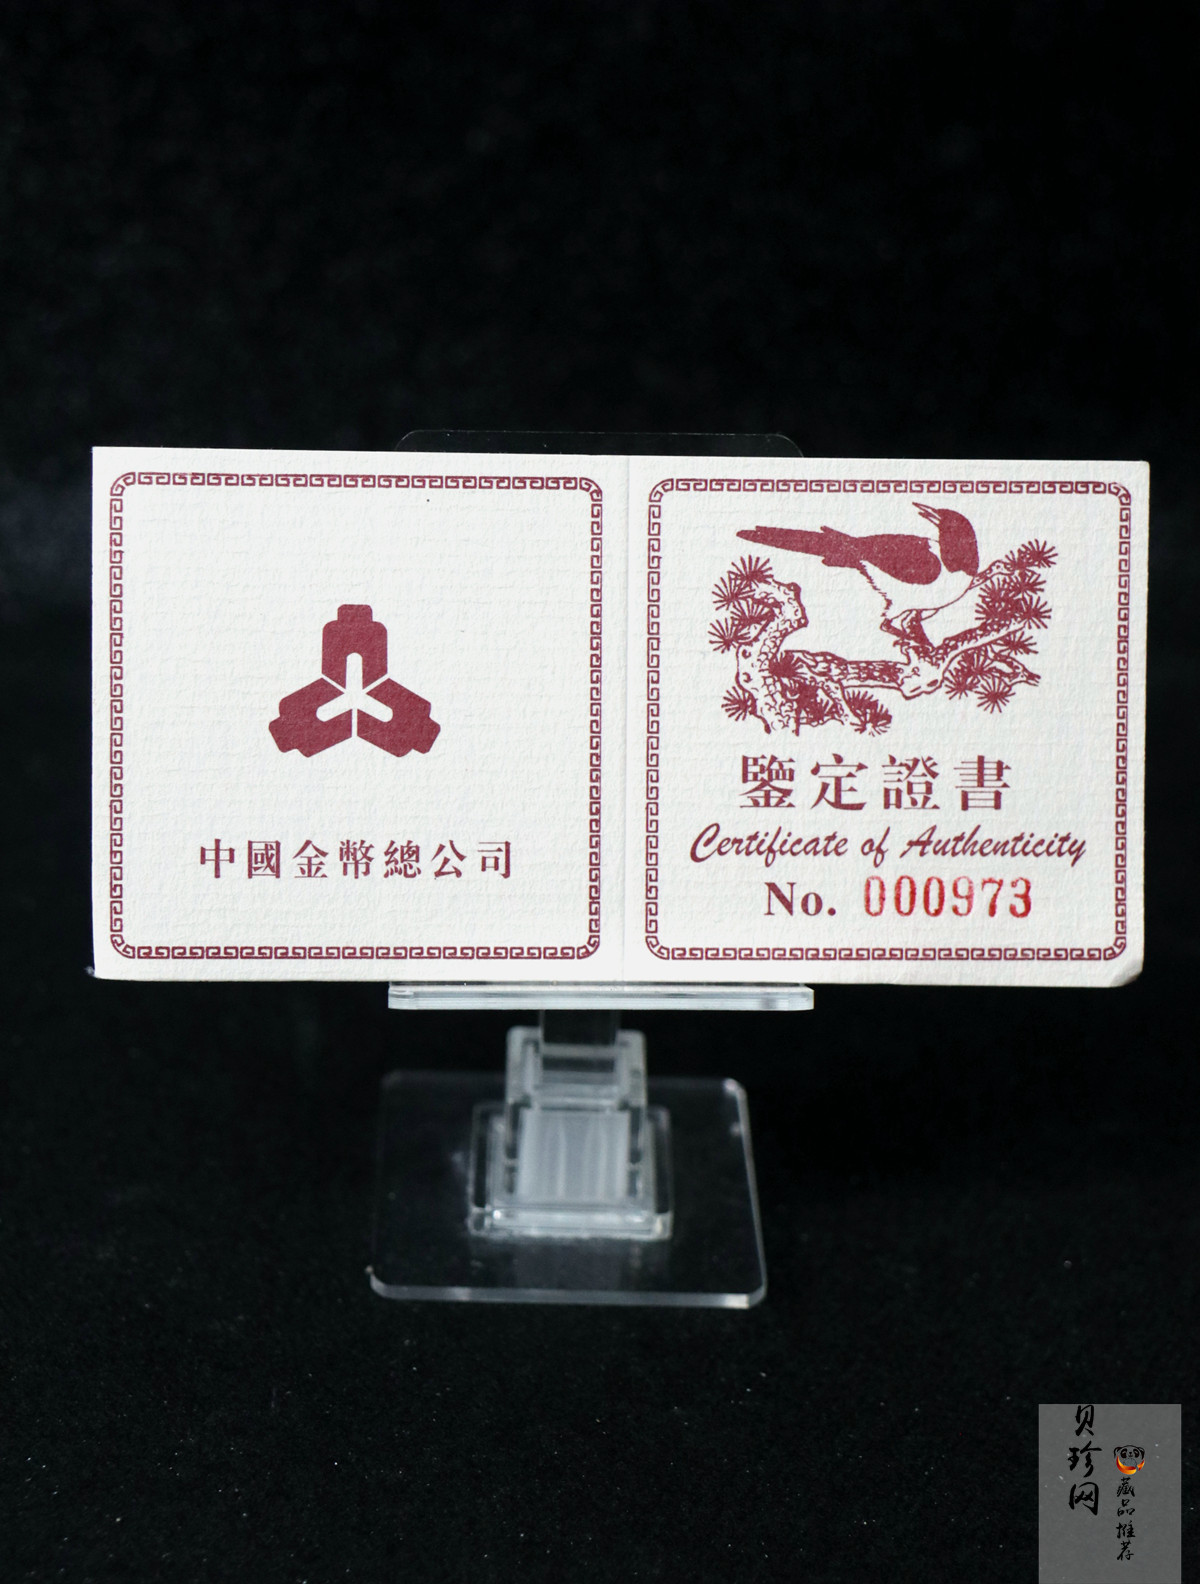 中國金幣總公司
鑒定證書
Certificate of Authenticity
No. 000973
贝珍网
藏品推荐